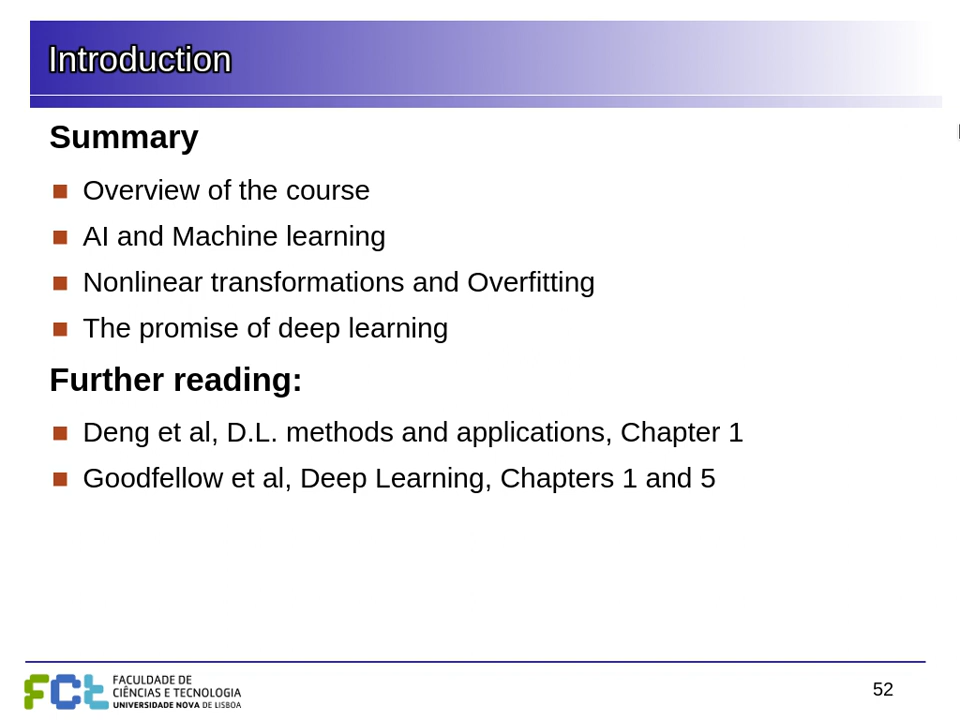 Introduction
Summary
Overview of the course
AI and Machine learning
Nonlinear transformations and Overfitting
The promise of deep learning
Further reading:
Deng et al, D.L. methods and applications, Chapter 1
Goodfellow et al, Deep Learning, Chapters 1 and 5
FCT
FACULDADE DE
CIÊNCIAS E TECNOLOGIA
UNIVERSIDADE NOVA DE LISBOA
52